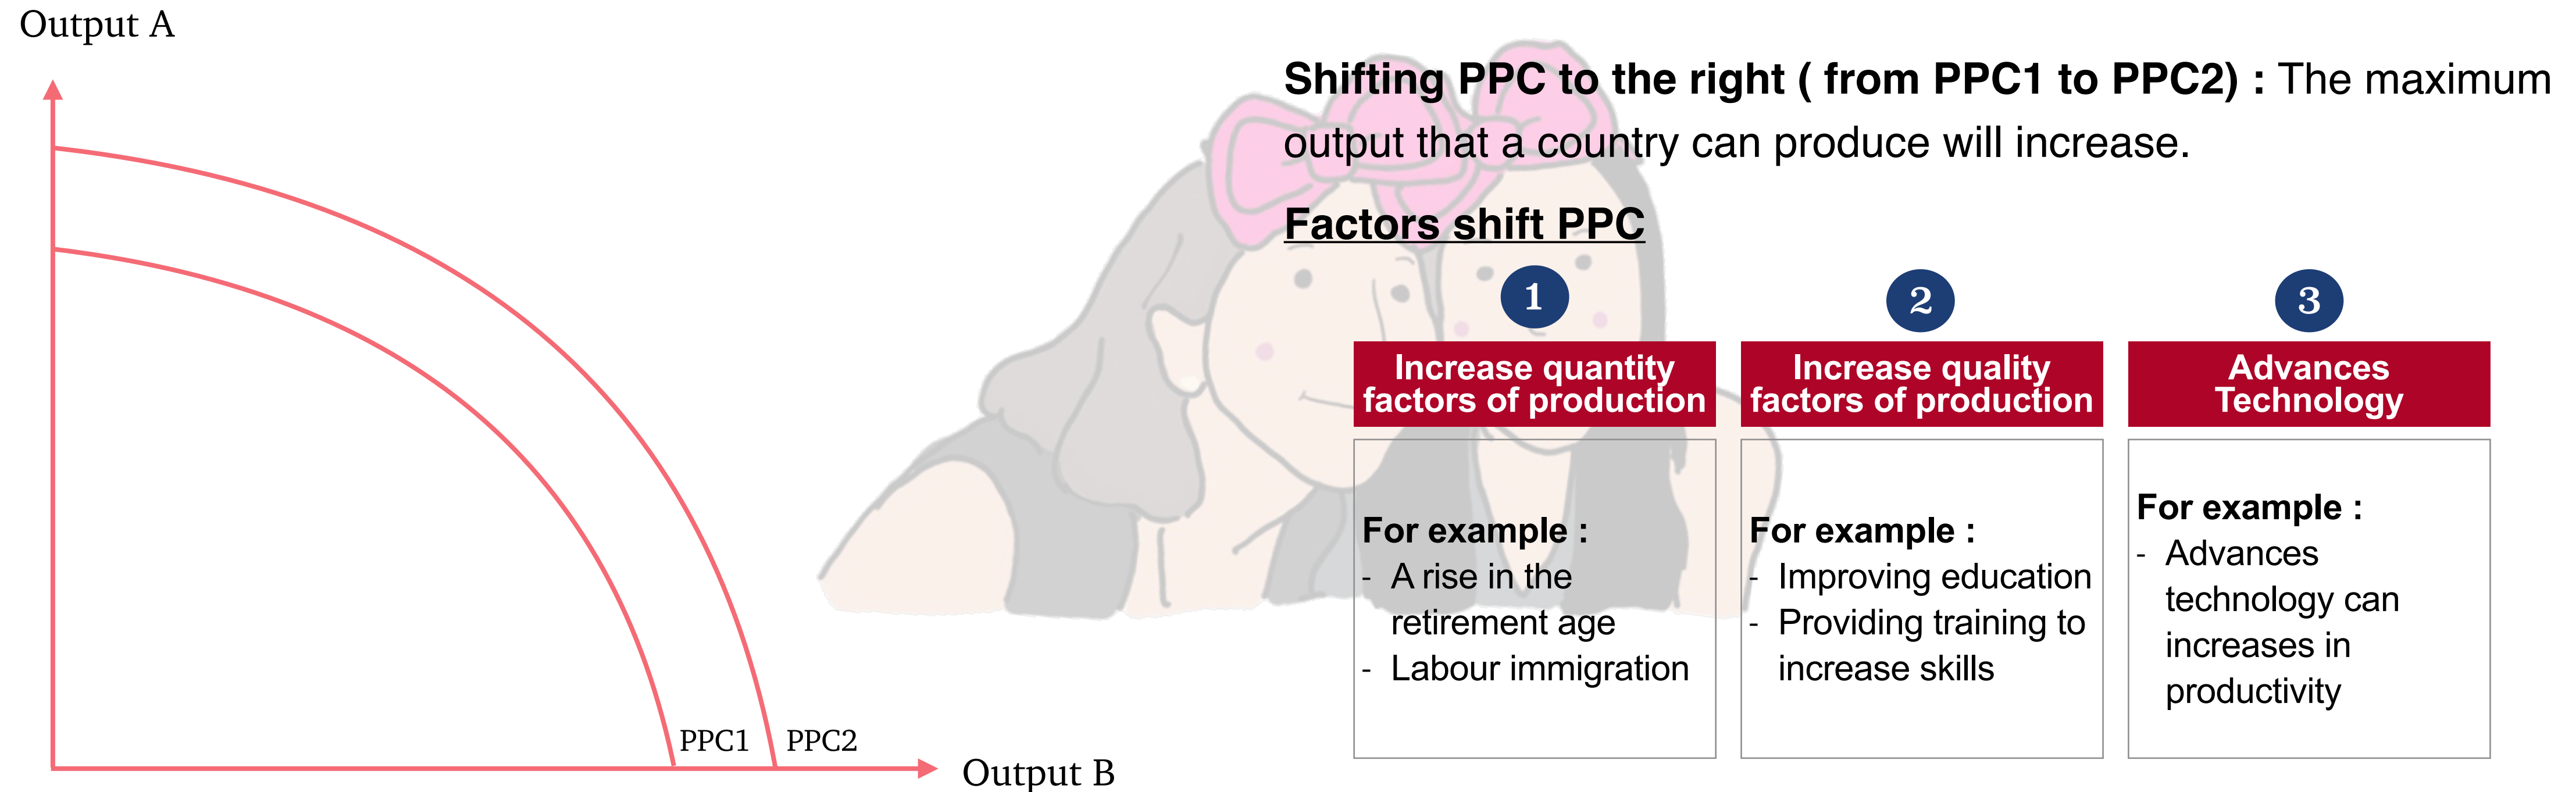 Output A
PPC1
PPC2
Output B
Shifting PPC to the right ( from PPC1 to PPC2) : The maximum
output that a country can produce will increase.
Factors shift PPC
1
Increase quantity
factors of production
For example :
- A rise in the
retirement age
- Labour immigration
2
Increase quality
factors of production
For example :
- Improving education
- Providing training to
increase skills
3
Advances
Technology
For example :
- Advances
technology can
increases in
productivity